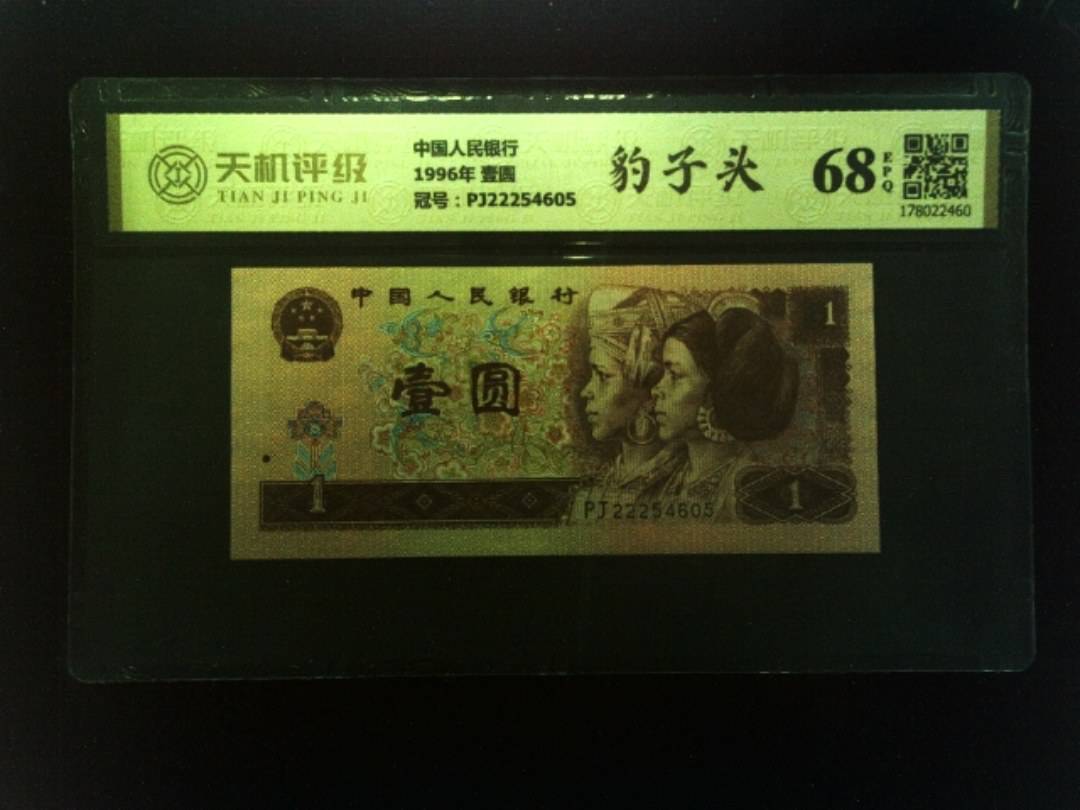 天机评级
TIAN JI PING JI
中国人民银行
1996年 壹圆
冠号：PJ22254605
豹子头
68
EPQ
178022460
中国人民银行
1
壹圆
1
PJ22254605
1